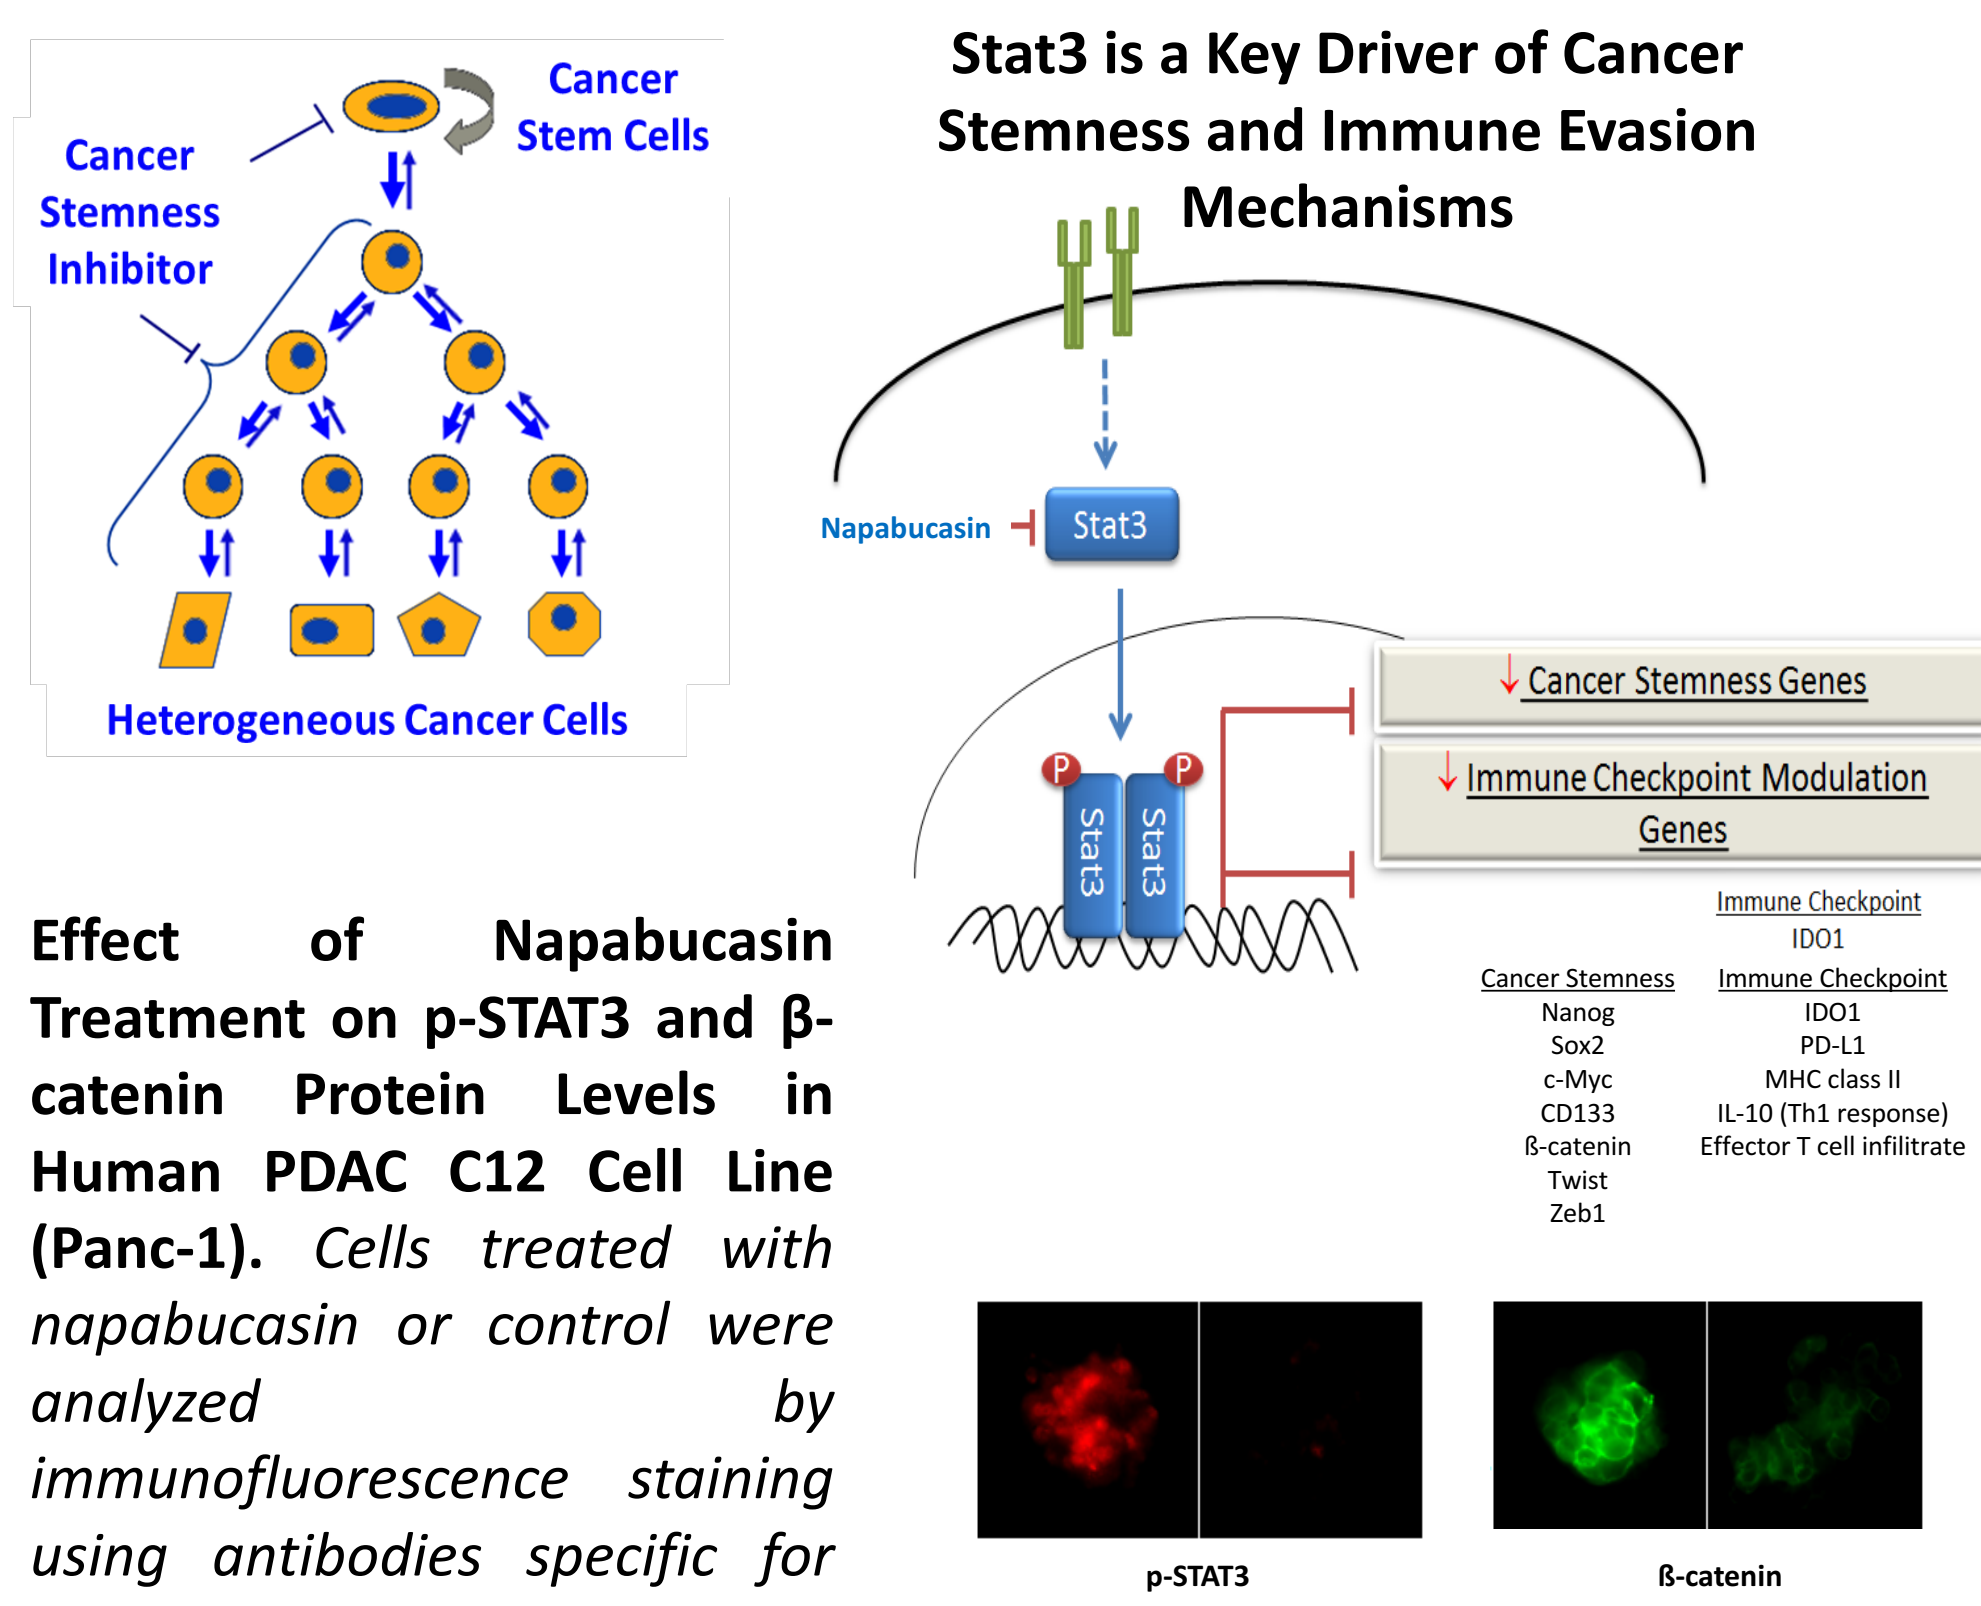 Cancer
Stem Cells
Cancer
Stemness
Inhibitor
Heterogeneous Cancer Cells
Stat3 is a Key Driver of Cancer
Stemness and Immune Evasion
Mechanisms
Napabucasin
Stat3
↓ Cancer Stemness Genes
↓ Immune Checkpoint Modulation
Genes
P
P
Stat3
Stat3
Immune Checkpoint
IDO1
Cancer Stemness
Nanog
Sox2
c-Myc
CD133
ß-catenin
Twist
Zeb1
Immune Checkpoint
IDO1
PD-L1
MHC class II
IL-10 (Th1 response)
Effector T cell infilitrate
Effect of Napabucasin
Treatment on p-STAT3 and β-
catenin Protein Levels in
Human PDAC C12 Cell Line
(Panc-1). Cells treated with
napabucasin or control were
analyzed by
immunofluorescence staining
using antibodies specific for
p-STAT3
ß-catenin